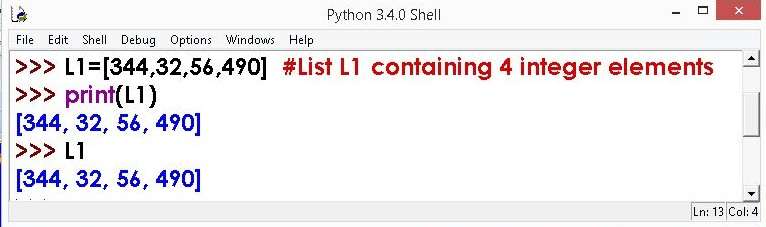 Python 3.4.0 Shell
File Edit Shell Debug Options Windows Help
>>> L1=[344,32,56,490] #List L1 containing 4 integer elements
>>> print(L1)
[344, 32, 56, 490]
>>> L1
[344, 32, 56, 490]
Ln: 13 Col: 4